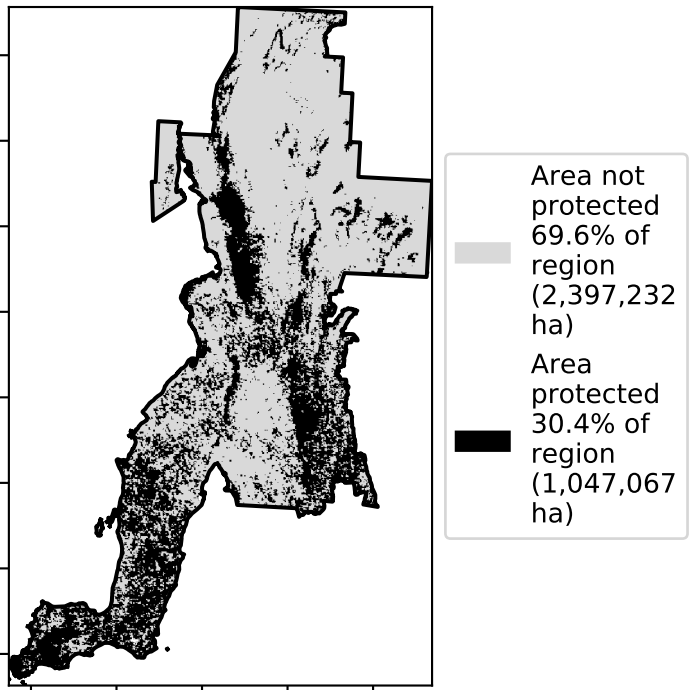 Area not
protected
69.6% of
region
(2,397,232
ha)
Area
protected
30.4% of
region
(1,047,067
ha)